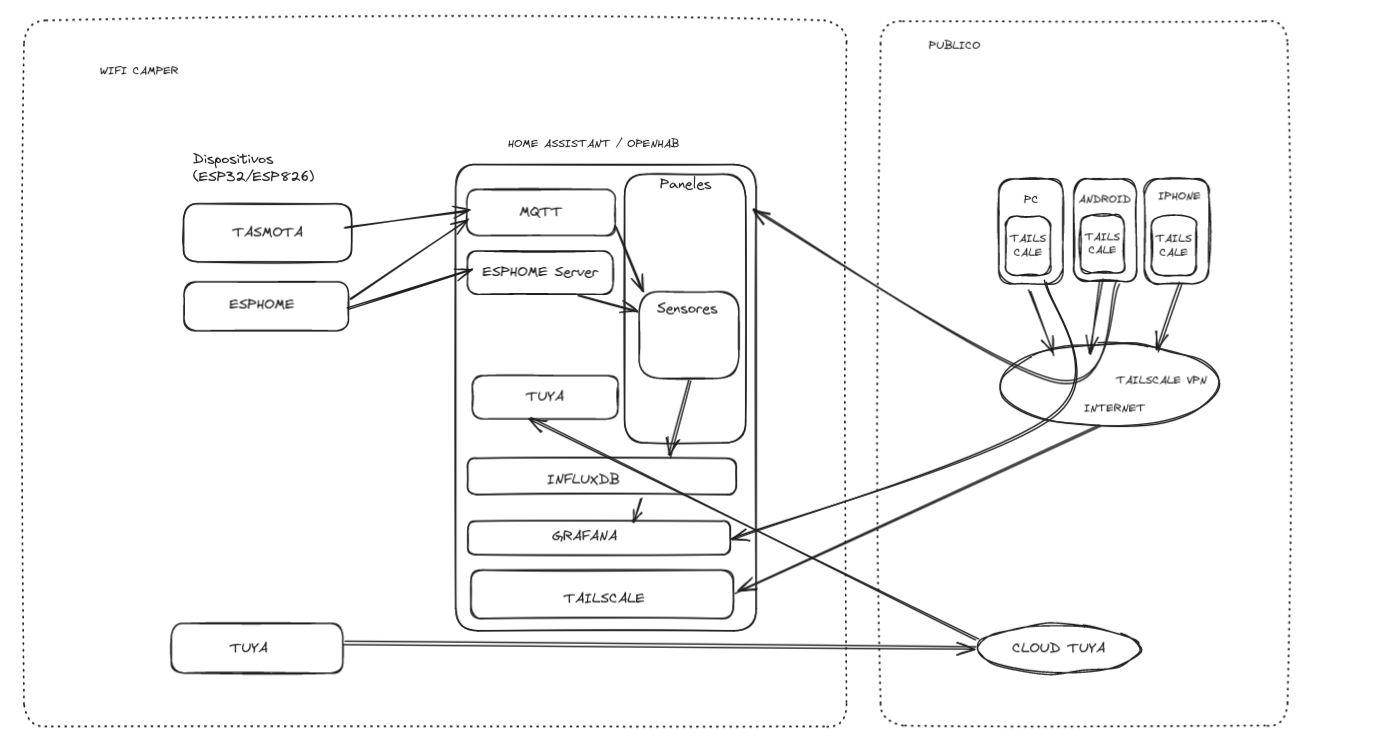 WIFI CAMPER
PUBLICO
HOME ASSISTANT / OPENHAB
Dispositivos
(ESP32/ESP826)
TASMOTA
ESPHOME
MQTT
ESPHOME Server
Paneles
Sensores
TUYA
INFLUXDB
GRAFANA
TAILSCALE
TUYA
PC
TAILS
CALE
ANDROID
TAILS
CALE
IPHONE
TAILS
CALE
TAILSCALE VPN
INTERNET
CLOUD TUYA